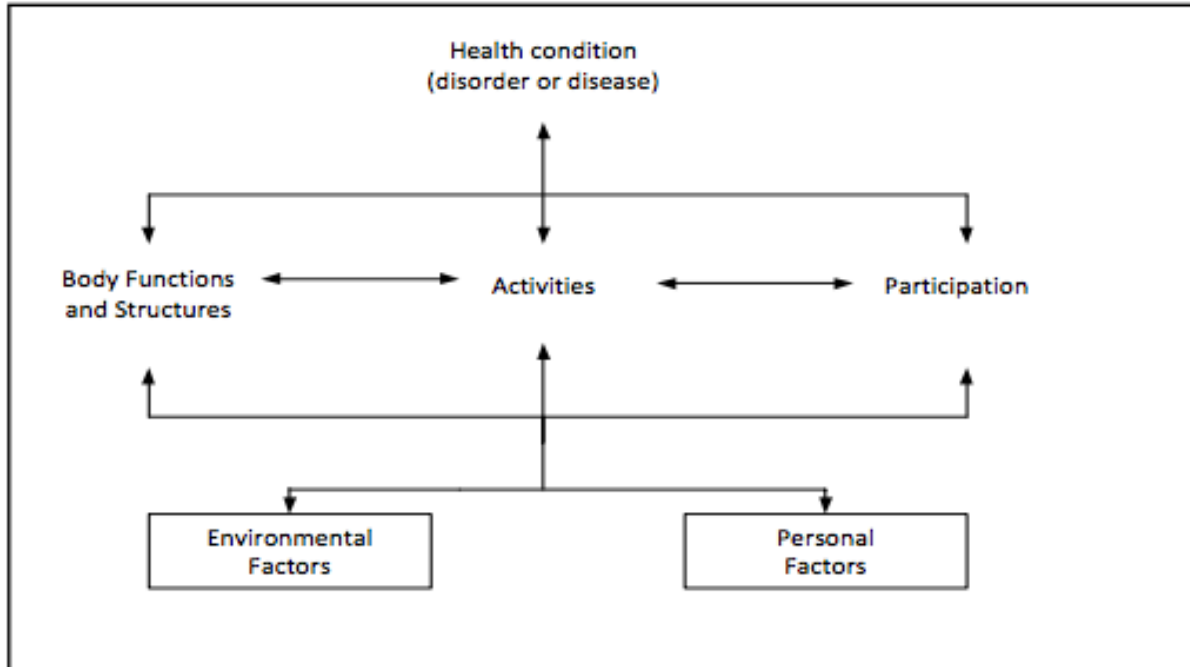 Health condition
(disorder or disease)
Body Functions
and Structures
Activities
Participation
Environmental
Factors
Personal
Factors